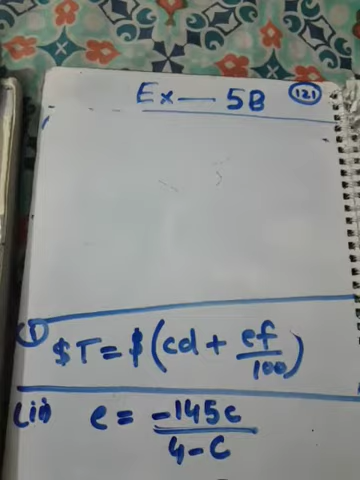 Ex — 5B (121)
(i) $T = $(cd + ef/100)
(ii) e = -145c/4-c